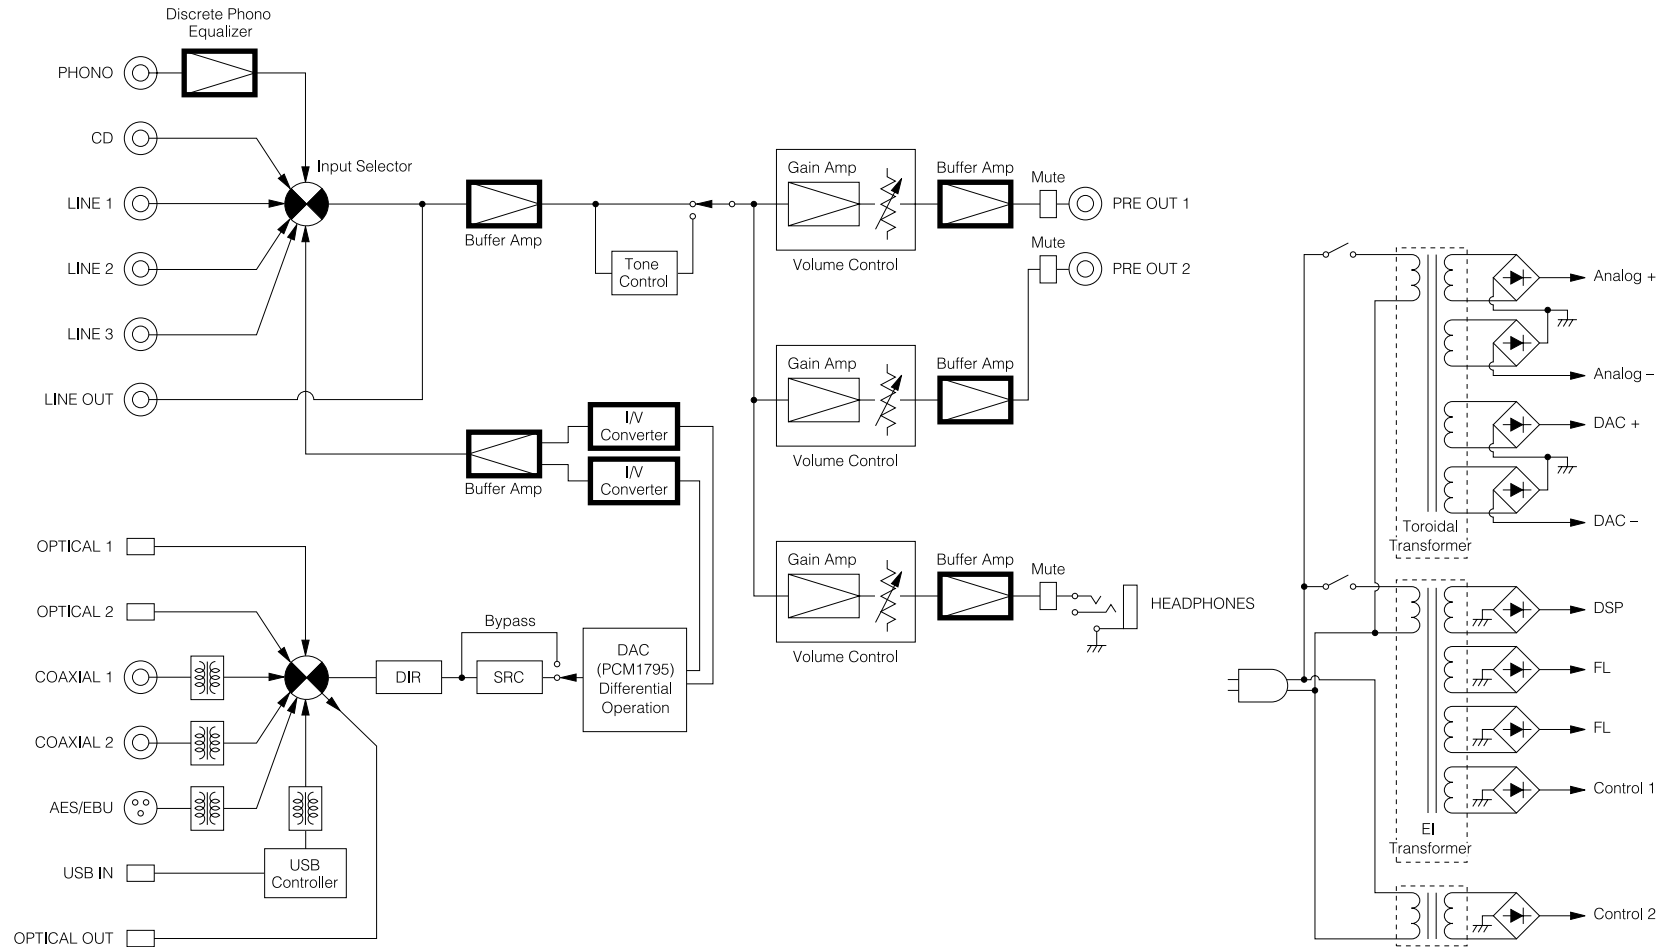 Discrete Phono
Equalizer
PHONO
CD
Input Selector
LINE 1
LINE 2
LINE 3
LINE OUT
Buffer Amp
Tone
Control
Gain Amp
Volume Control
Buffer Amp
Mute
PRE OUT 1
Mute
PRE OUT 2
Gain Amp
Volume Control
Buffer Amp
I/V
Converter
I/V
Converter
Buffer Amp
Gain Amp
Volume Control
Buffer Amp
Mute
HEADPHONES
OPTICAL 1
OPTICAL 2
COAXIAL 1
COAXIAL 2
AES/EBU
USB IN
USB
Controller
OPTICAL OUT
DIR
Bypass
SRC
DAC
(PCM1795)
Differential
Operation
Analog +
Analog –
DAC +
DAC –
Toroidal
Transformer
DSP
FL
FL
Control 1
EI
Transformer
Control 2